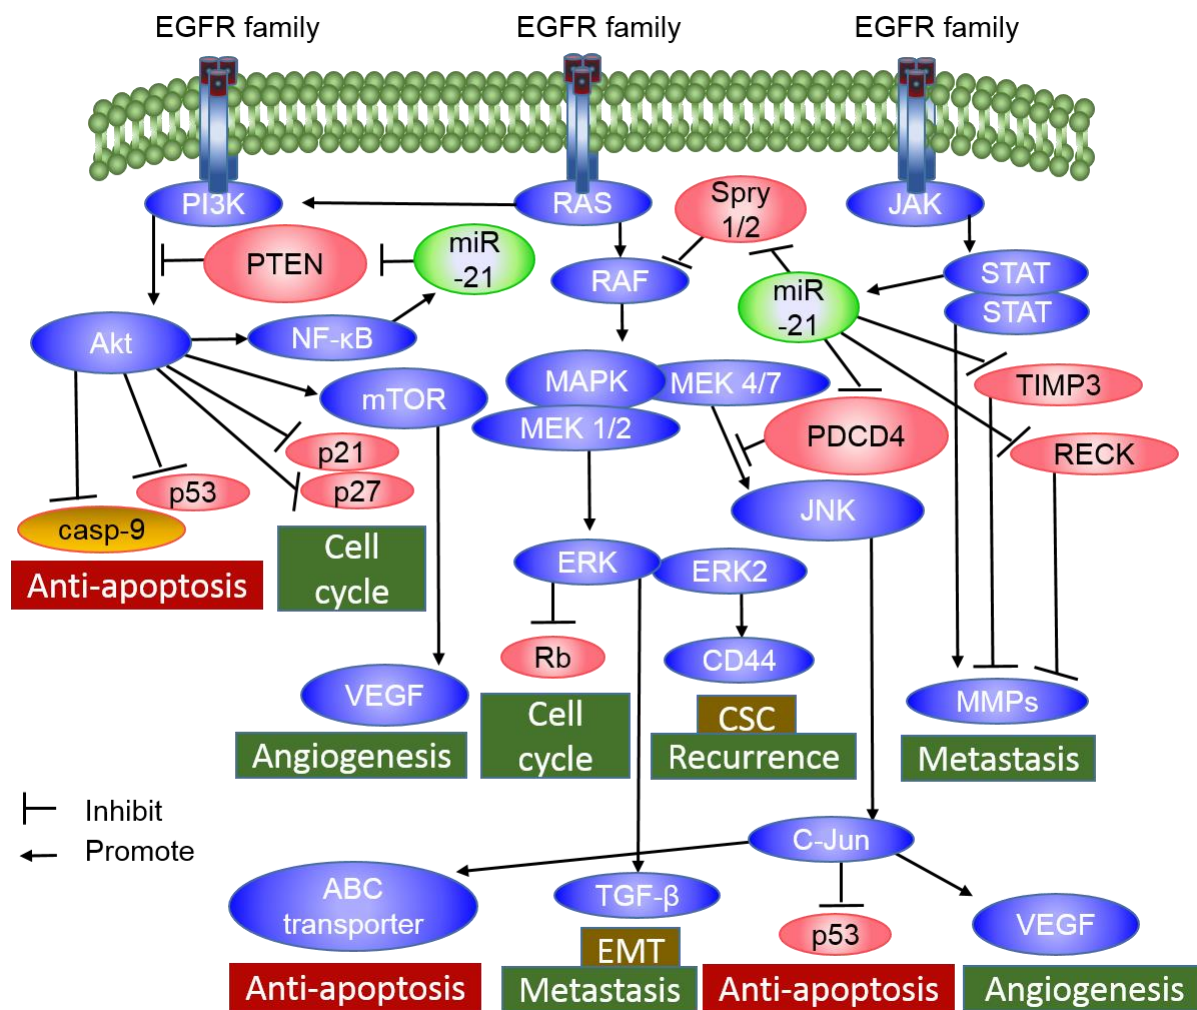 EGFR family
EGFR family
EGFR family
PI3K
RAS
Spry
1/2
JAK
PTEN
miR
-21
RAF
miR
-21
STAT
STAT
Akt
NF-κB
mTOR
MAPK
MEK 4/7
MEK 1/2
TIMP3
PDCD4
RECK
p21
p27
p53
casp-9
JNK
Anti-apoptosis
Cell
cycle
ERK
ERK2
Rb
CD44
VEGF
MMPs
Angiogenesis
Cell
cycle
CSC
Recurrence
Metastasis
Inhibit
Promote
C-Jun
ABC
transporter
TGF-β
p53
VEGF
EMT
Anti-apoptosis
Metastasis
Anti-apoptosis
Angiogenesis